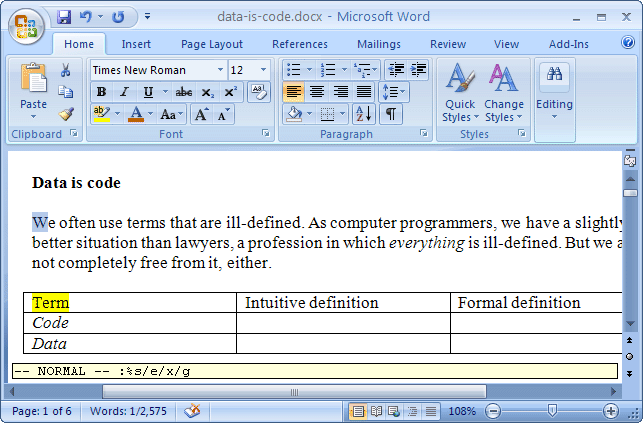 data-is-code.docx - Microsoft Word
Home Insert Page Layout References Mailings Review View Add-Ins
Times New Roman 12
Paste
B I U abc x₂ x²
ab A Aa A A
Quick Styles
Change Styles
Editing
Clipboard Font Paragraph Styles
Data is code
We often use terms that are ill-defined. As computer programmers, we have a slightly
better situation than lawyers, a profession in which everything is ill-defined. But we a
not completely free from it, either.
Term Intuitive definition Formal definition
Code
Data
-- NORMAL -- :%s/e/x/g
Page: 1 of 6 Words: 1/2,575 108%